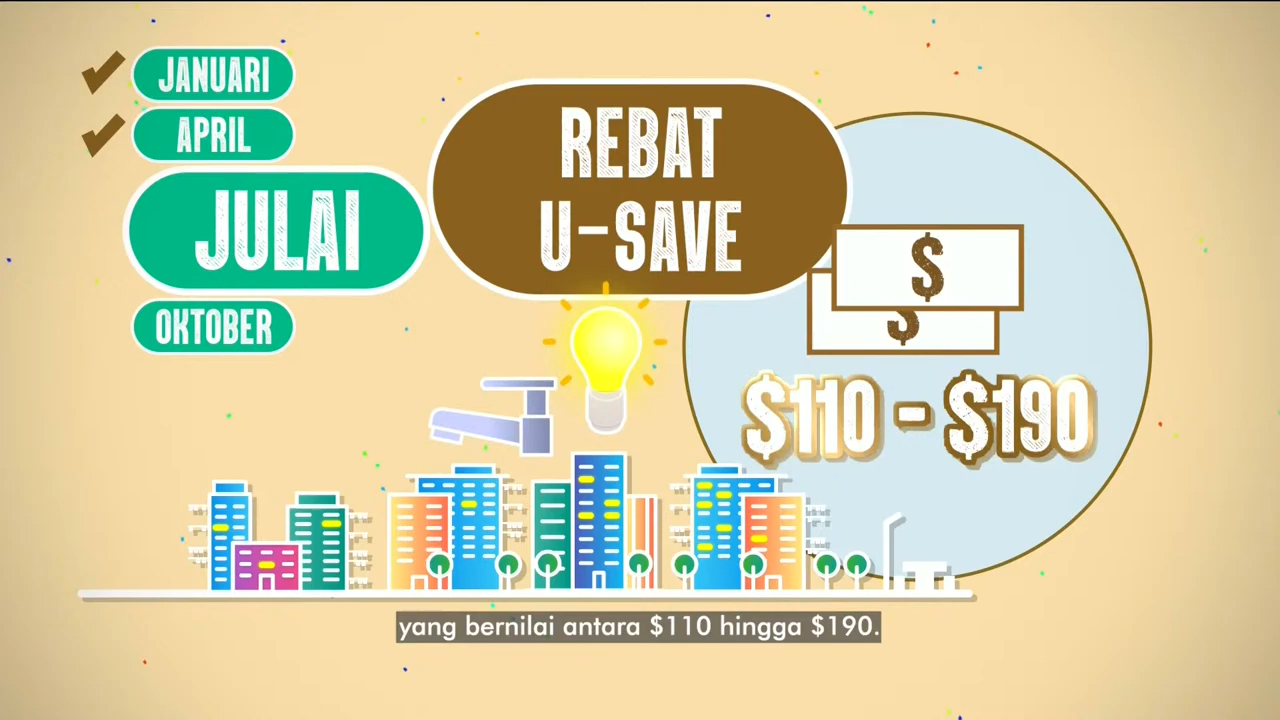 JANUARI
APRIL
JULAI
OKTOBER
REBAT
U-SAVE
$
$
$110 - $190
yang bernilai antara $110 hingga $190.